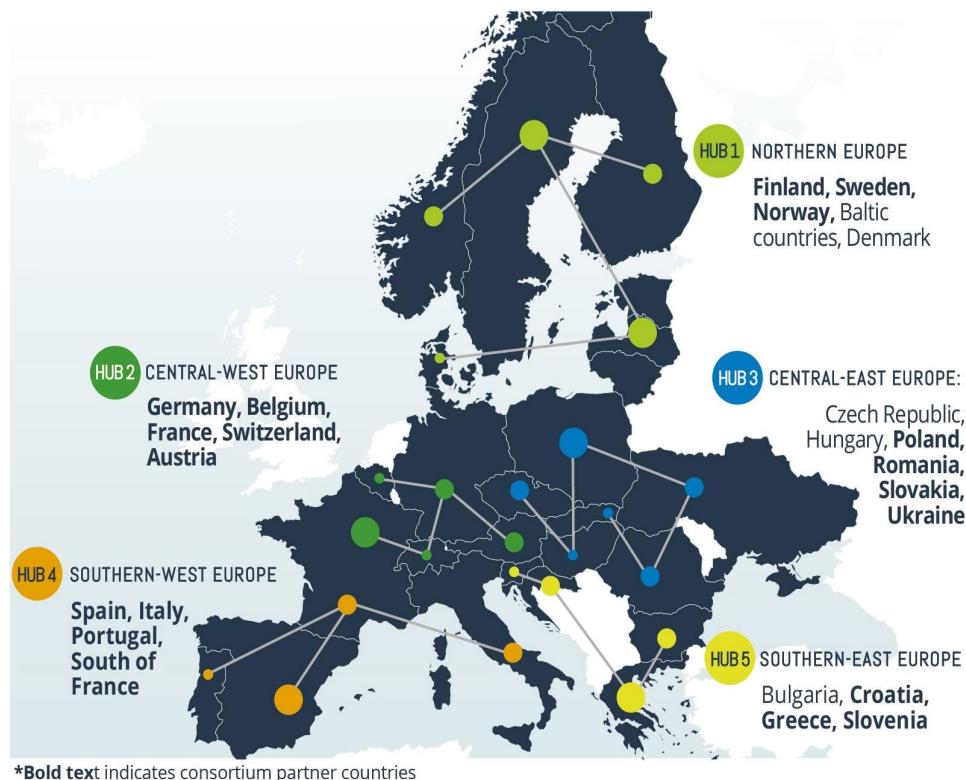 HUB 1 NORTHERN EUROPE
Finland, Sweden,
Norway, Baltic
countries, Denmark
HUB 2 CENTRAL-WEST EUROPE
Germany, Belgium,
France, Switzerland,
Austria
HUB 3 CENTRAL-EAST EUROPE:
Czech Republic,
Hungary, Poland,
Romania,
Slovakia,
Ukraine
HUB 4 SOUTHERN-WEST EUROPE
Spain, Italy,
Portugal,
South of
France
HUB 5 SOUTHERN-EAST EUROPE
Bulgaria, Croatia,
Greece, Slovenia
*Bold text indicates consortium partner countries